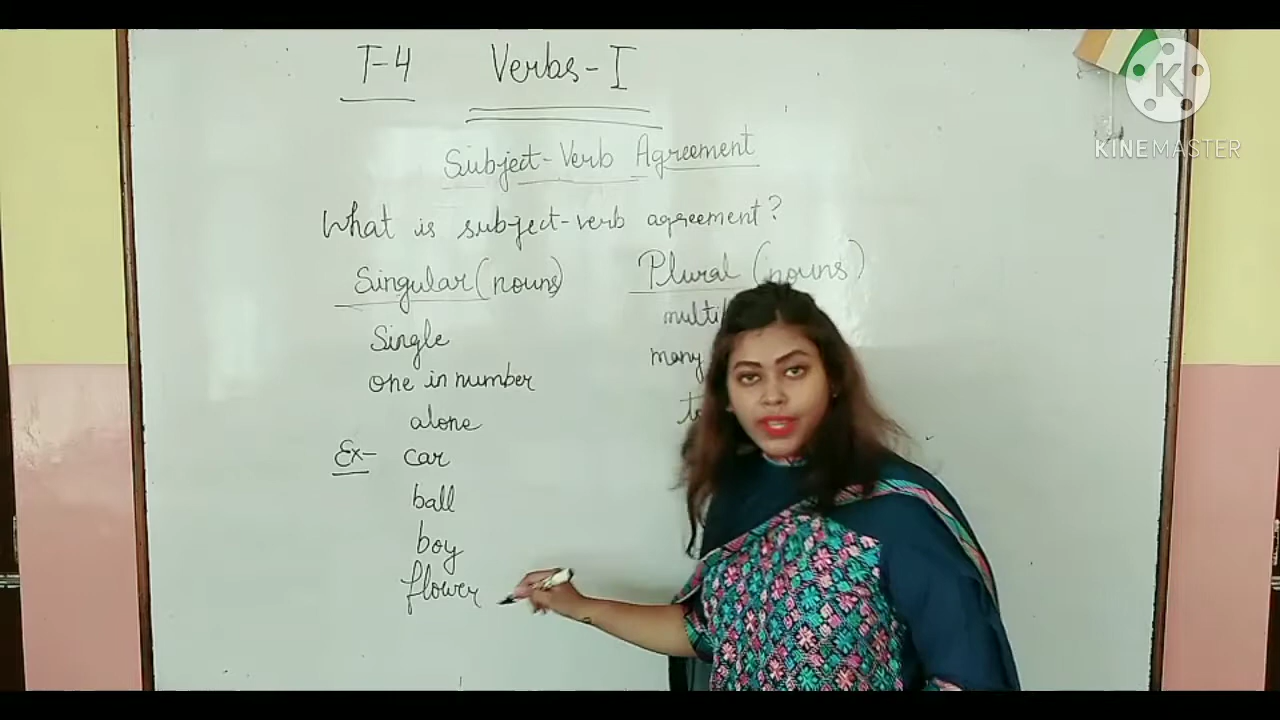 T-4 Verbs-I
Subject-Verb Agreement
What is subject-verb agreement?
Singular (nouns) Plural (nouns)
Single
one in number many
alone
Ex- car
ball
boy
flower
KINEMASTER